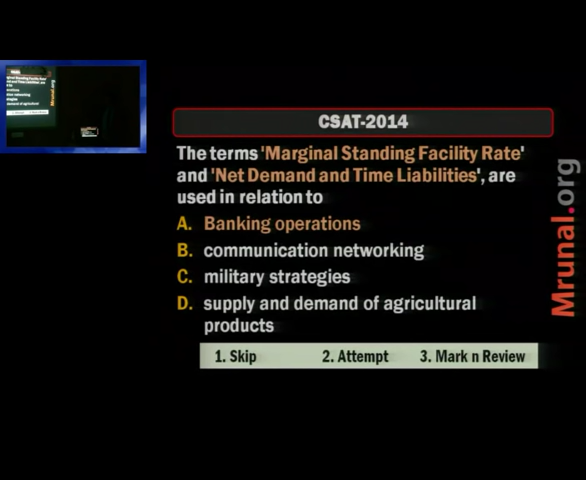 CSAT-2014
The terms 'Marginal Standing Facility Rate'
and 'Net Demand and Time Liabilities', are
used in relation to
A. Banking operations
B. communication networking
C. military strategies
D. supply and demand of agricultural
products
1. Skip 2. Attempt 3. Mark n Review
Mrunal.org